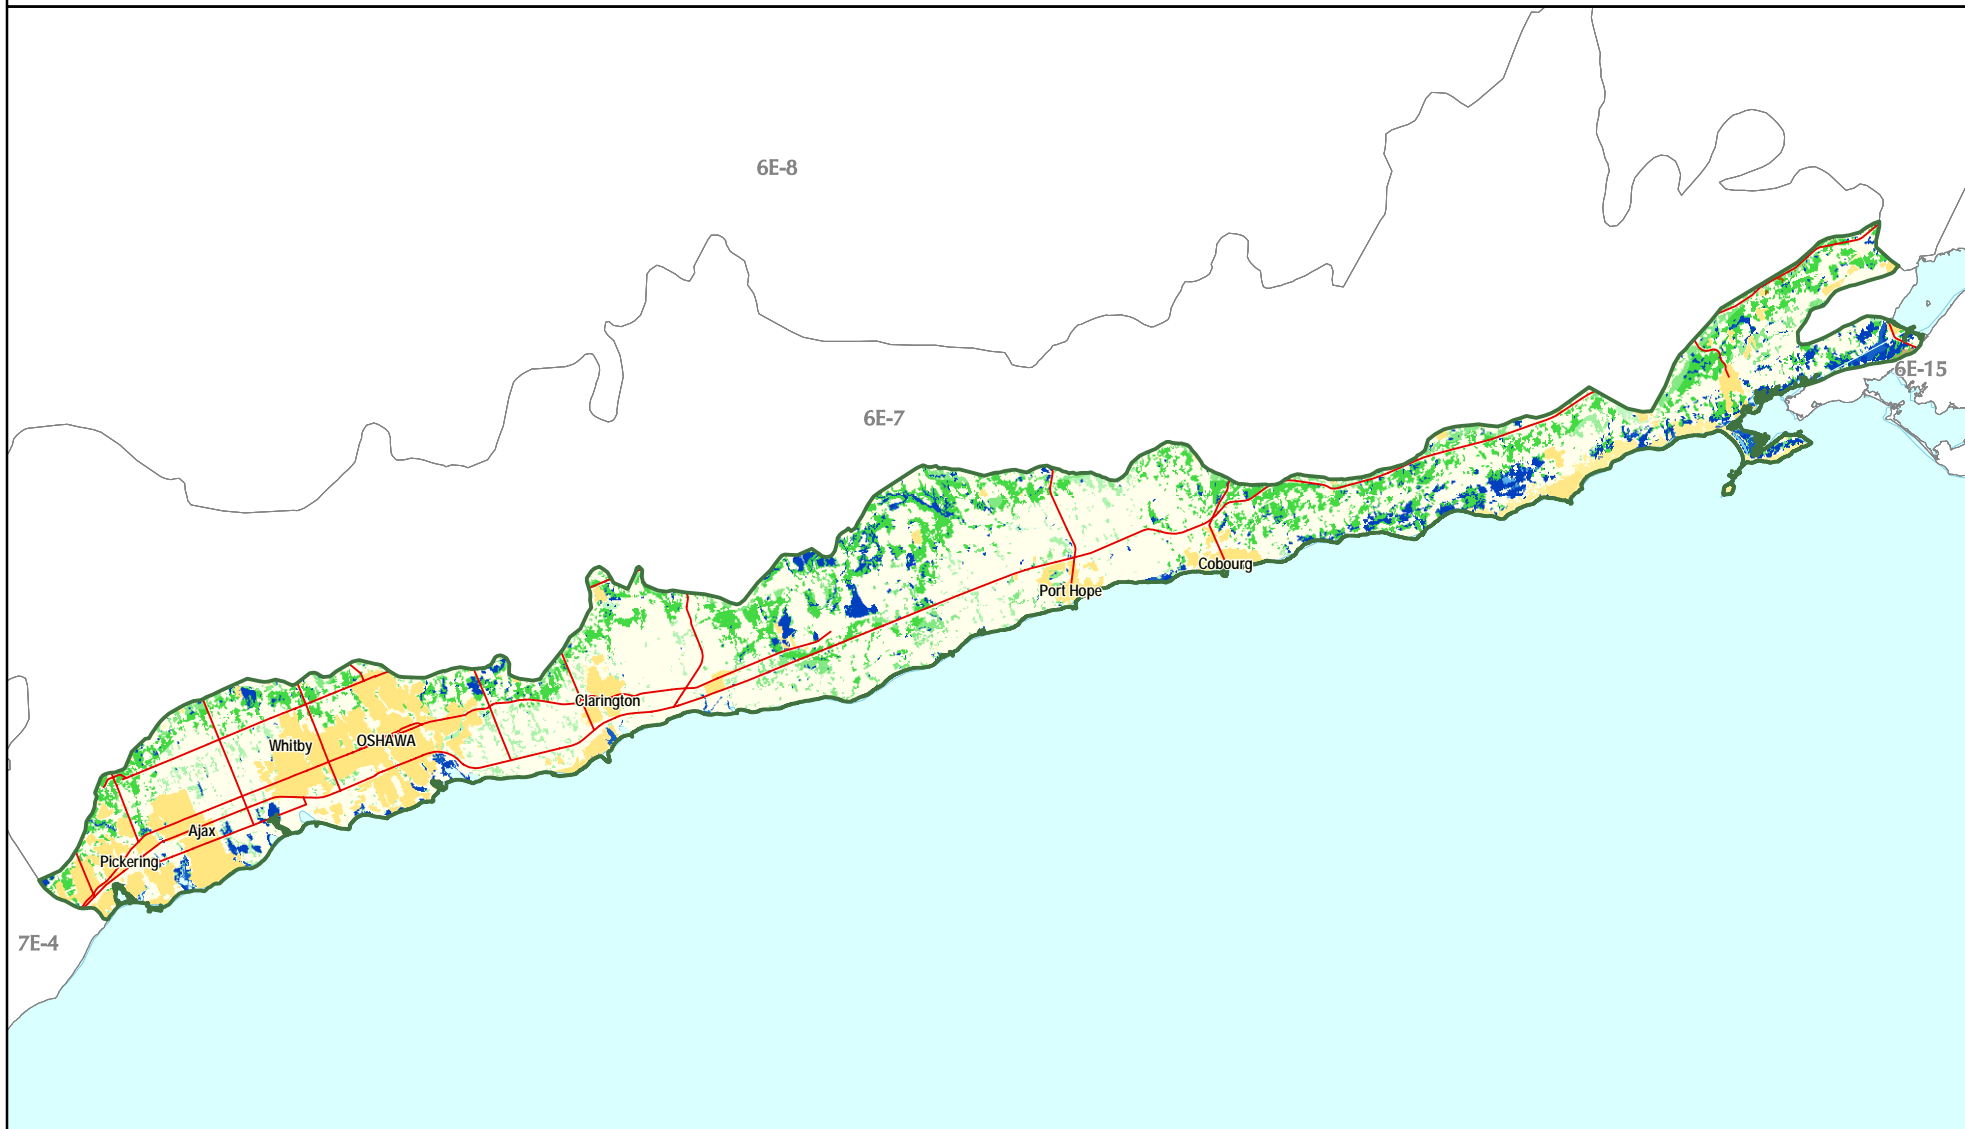 6E-8
6E-7
6E-15
Cobourg
Port Hope
Clarington
Whitby
OSHAWA
Ajax
Pickering
7E-4